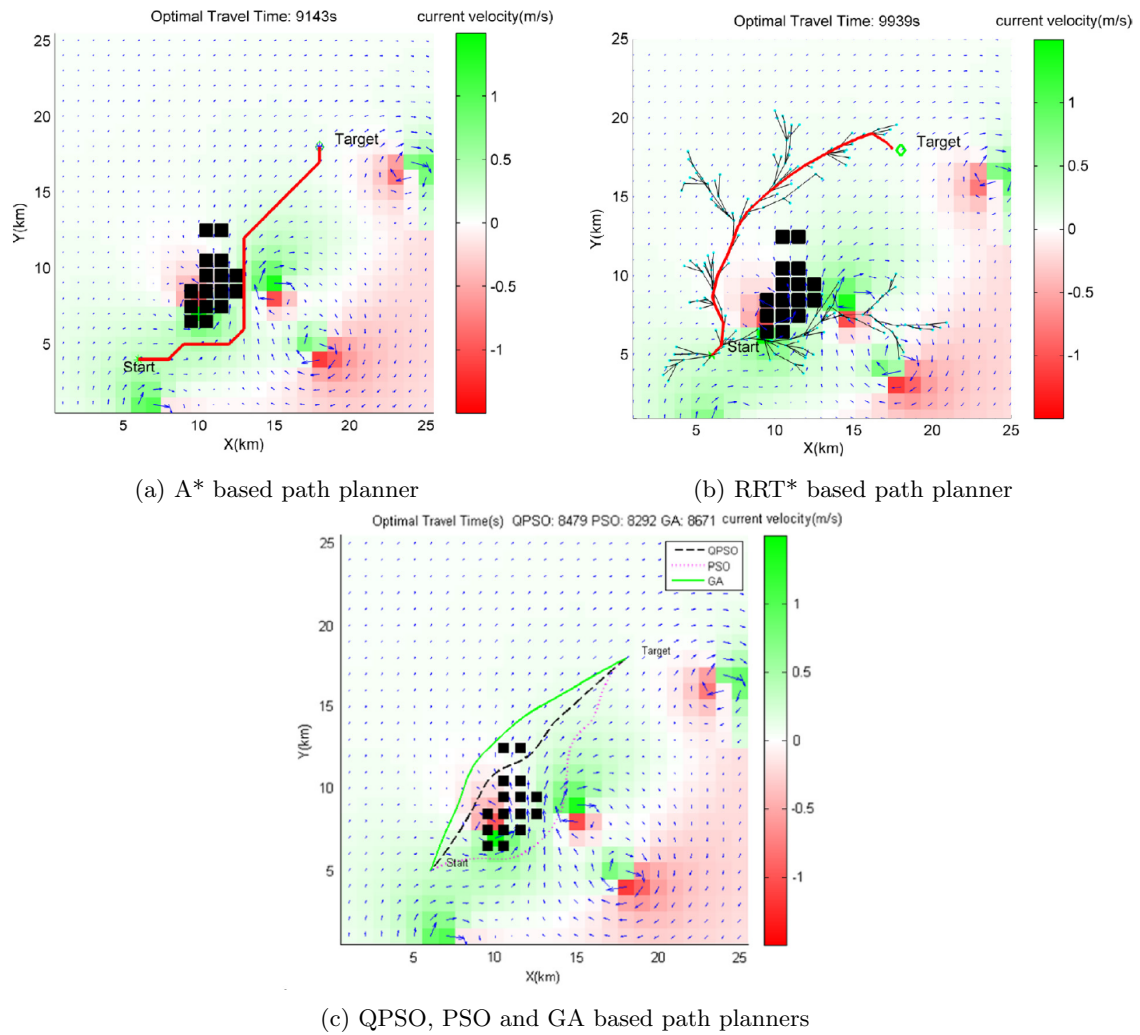 Optimal Travel Time: 9143s
current velocity(m/s)
25
20
15
10
5
Y(km)
Target
Start
5
10
15
20
25
X(km)
1
0.5
0
-0.5
-1
(a) A* based path planner
Optimal Travel Time: 9939s
current velocity(m/s)
25
20
15
10
5
Y(km)
Target
Start
5
10
15
20
25
X(km)
1
0.5
0
-0.5
-1
(b) RRT* based path planner
Optimal Travel Time(s) QPSO: 8479 PSO: 8292 GA: 8671
current velocity(m/s)
QPSO
PSO
GA
25
20
15
10
5
Y(km)
Target
Start
5
10
15
20
25
X(km)
1
0.5
0
-0.5
-1
(c) QPSO, PSO and GA based path planners